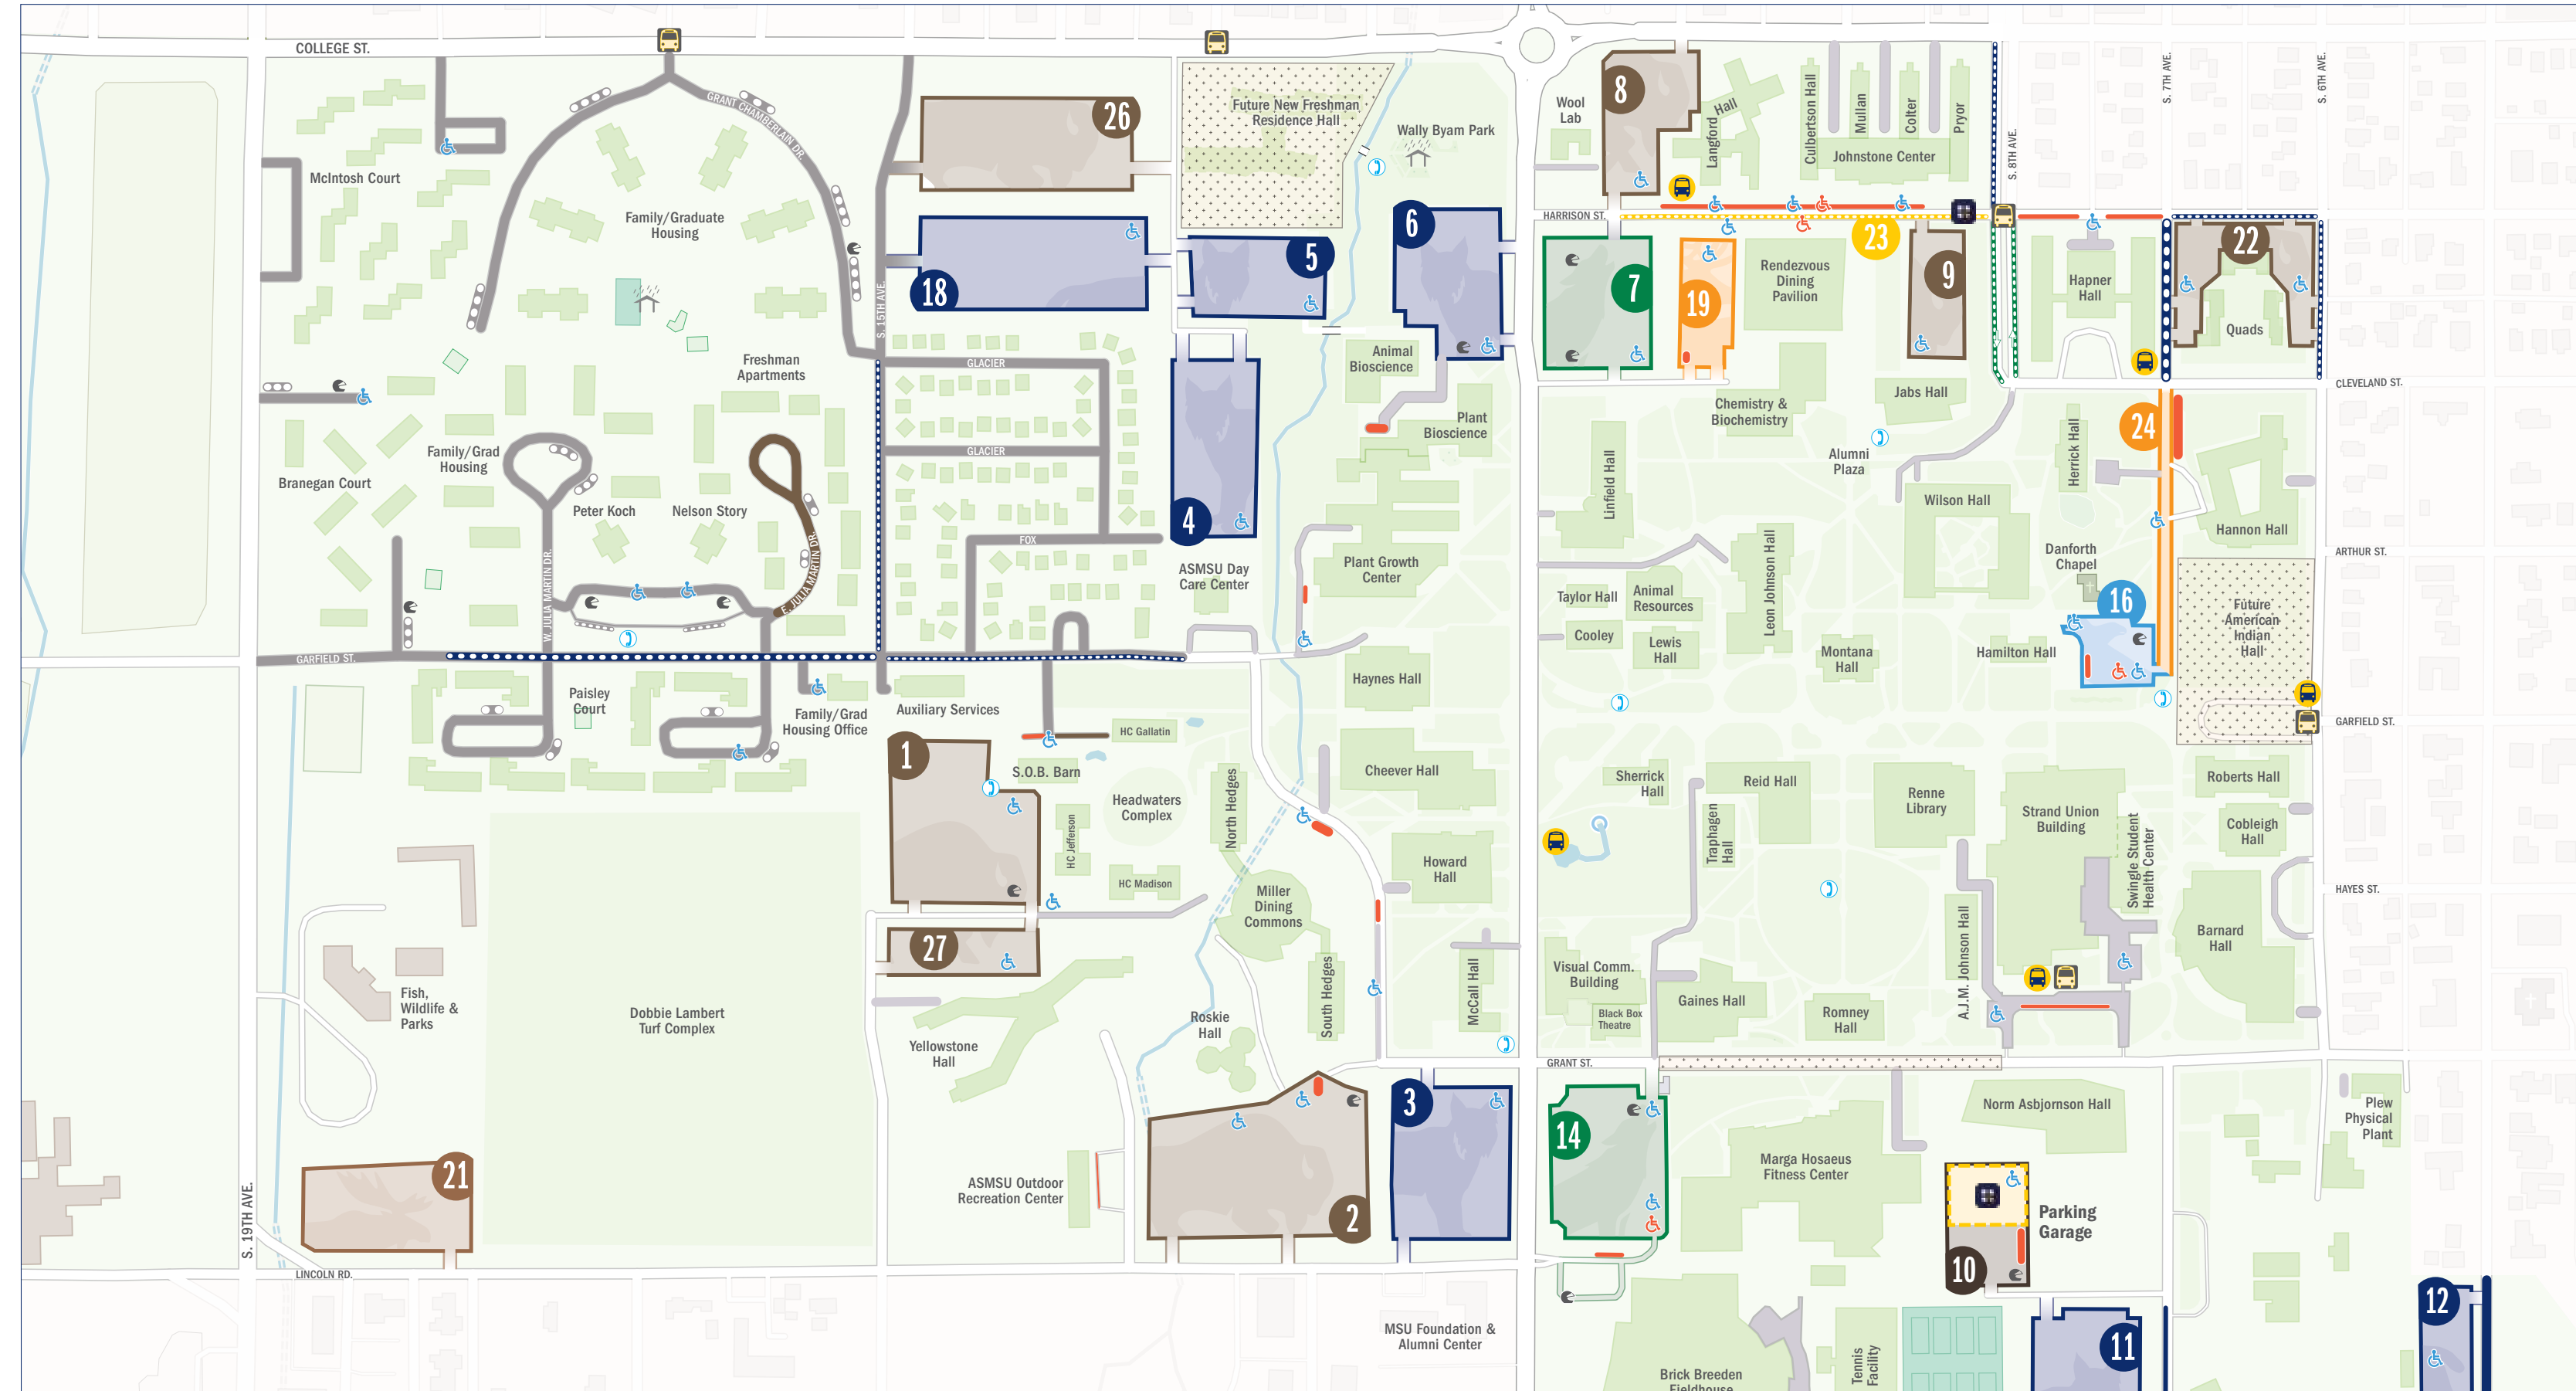 COLLEGE ST.
GRANT CHAMBERLAIN DR.
McIntosh Court
Family/Graduate
Housing
S. 15TH AVE.
26
18
Future New Freshman
Residence Hall
Wally Byam Park
5
6
Wool
Lab
8
Langford
Hall
Culbertson Hall
Mullan
Colter
Pryor
Johnstone Center
S. 8TH AVE.
S. 7TH AVE.
S. 6TH AVE.
HARRISON ST.
23
7
19
Rendezvous
Dining
Pavilion
9
Hapner
Hall
22
Quads
CLEVELAND ST.
Freshman
Apartments
GLACIER
GLACIER
FOX
Animal
Bioscience
Plant
Bioscience
4
Chemistry &
Biochemistry
Jabs Hall
Alumni
Plaza
Herrick Hall
24
Family/Grad
Housing
Branegan Court
Peter Koch
Nelson Story
W. JULIA MARTIN DR.
E. JULIA MARTIN DR.
Linfield Hall
Wilson Hall
Hannon Hall
ARTHUR ST.
ASMSU Day
Care Center
Plant Growth
Center
Leon Johnson Hall
Danforth
Chapel
16
Taylor Hall
Animal
Resources
Cooley
Lewis
Hall
Montana
Hall
Hamilton Hall
Future
American
Indian
Hall
GARFIELD ST.
GARFIELD ST.
Paisley
Court
Family/Grad
Housing Office
Auxiliary Services
Haynes Hall
1
HC Gallatin
S.O.B. Barn
Headwaters
Complex
HC Jefferson
HC Madison
North Hedges
Cheever Hall
Sherrick
Hall
Reid Hall
Traphagen
Hall
Renne
Library
Strand Union
Building
Swingle Student
Health Center
Roberts Hall
Cobleigh
Hall
HAYES ST.
Howard
Hall
Miller
Dining
Commons
27
Fish,
Wildlife &
Parks
Dobbie Lambert
Turf Complex
Yellowstone
Hall
Roskie
Hall
South Hedges
McCall Hall
Visual Comm.
Building
Black Box
Theatre
Gaines Hall
Romney
Hall
A.J.M. Johnson Hall
Barnard
Hall
GRANT ST.
21
S. 19TH AVE.
LINCOLN RD.
ASMSU Outdoor
Recreation Center
2
3
14
Marga Hosaeus
Fitness Center
Norm Asbjornson Hall
Plew
Physical
Plant
Parking
Garage
10
12
11
MSU Foundation &
Alumni Center
Brick Breeden
Fieldhouse
Tennis
Facility